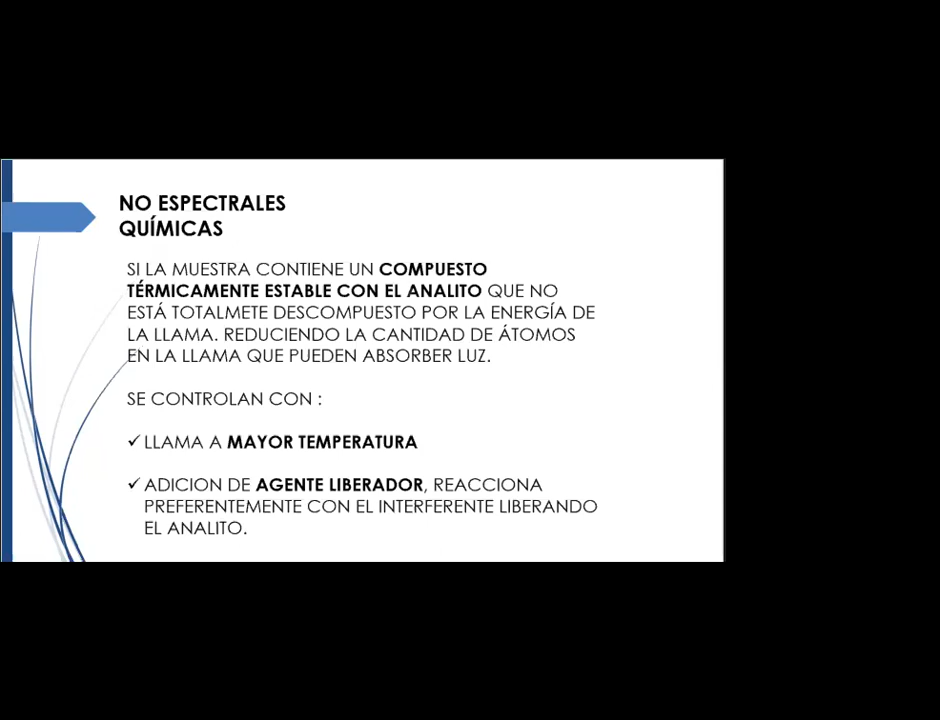 NO ESPECTRALES
QUÍMICAS
SI LA MUESTRA CONTIENE UN COMPUESTO
TÉRMICAMENTE ESTABLE CON EL ANALITO QUE NO
ESTÁ TOTALMETE DESCOMPUESTO POR LA ENERGÍA DE
LA LLAMA. REDUCIENDO LA CANTIDAD DE ÁTOMOS
EN LA LLAMA QUE PUEDEN ABSORBER LUZ.
SE CONTROLAN CON :
✓ LLAMA A MAYOR TEMPERATURA
✓ ADICION DE AGENTE LIBERADOR, REACCIONA
PREFERENTEMENTE CON EL INTERFERENTE LIBERANDO
EL ANALITO.